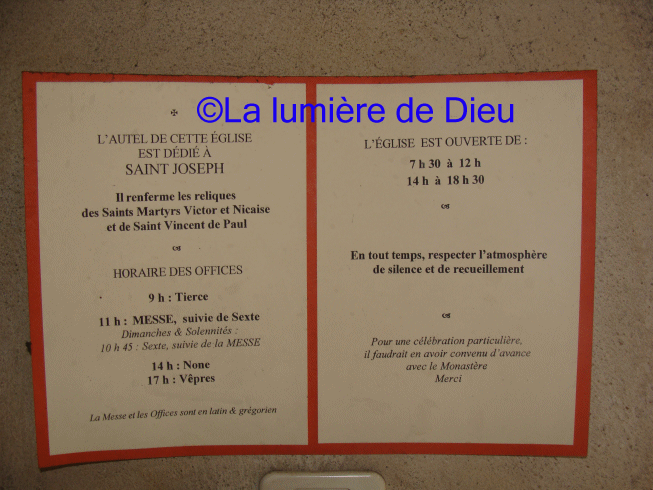 ©La lumière de Dieu
L'AUTEL DE CETTE ÉGLISE
EST DÉDIÉ À
SAINT JOSEPH
Il renferme les reliques
des Saints Martyrs Victor et Nicaise
et de Saint Vincent de Paul
HORAIRE DES OFFICES
9 h : Tierce
11 h : MESSE, suivie de Sexte
Dimanches & Solennités :
10 h 45 : Sexte, suivie de la MESSE
14 h : None
17 h : Vêpres
La Messe et les Offices sont en latin & grégorien
L'ÉGLISE EST OUVERTE DE :
7 h 30 à 12 h
14 h à 18 h 30
En tout temps, respecter l'atmosphère
de silence et de recueillement
Pour une célébration particulière,
il faudrait en avoir convenu d'avance
avec le Monastère
Merci